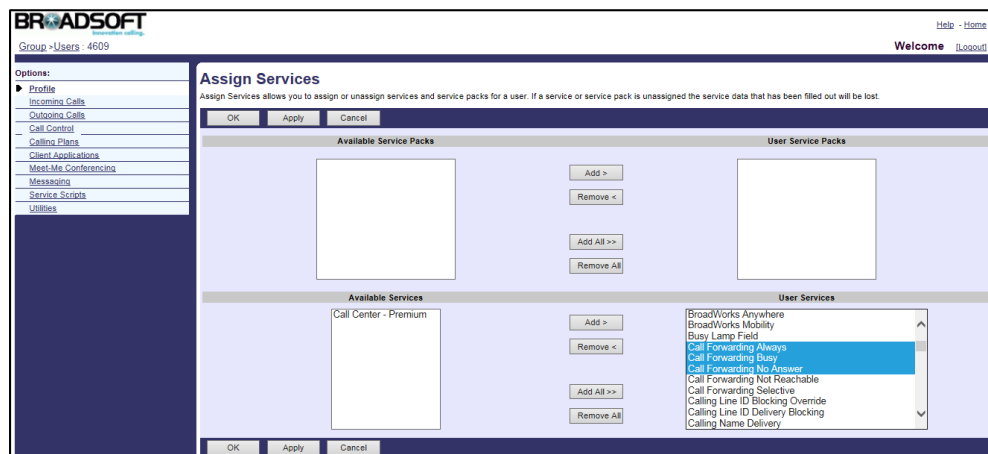 BROADSOFT
innovation calling.
Help - Home
Group >Users : 4609
Welcome [Logout]
Options:
Profile
Incoming Calls
Outgoing Calls
Call Control
Calling Plans
Client Applications
Meet-Me Conferencing
Messaging
Service Scripts
Utilities
Assign Services
Assign Services allows you to assign or unassign services and service packs for a user. If a service or service pack is unassigned the service data that has been filled out will be lost.
OK Apply Cancel
Available Service Packs User Service Packs
Add >
Remove <
Add All >>
Remove All
Available Services User Services
Call Center - Premium
Add >
Remove <
Add All >>
Remove All
BroadWorks Anywhere
BroadWorks Mobility
Busy Lamp Field
Call Forwarding Always
Call Forwarding Busy
Call Forwarding No Answer
Call Forwarding Not Reachable
Call Forwarding Selective
Calling Line ID Blocking Override
Calling Line ID Delivery Blocking
Calling Name Delivery
OK Apply Cancel